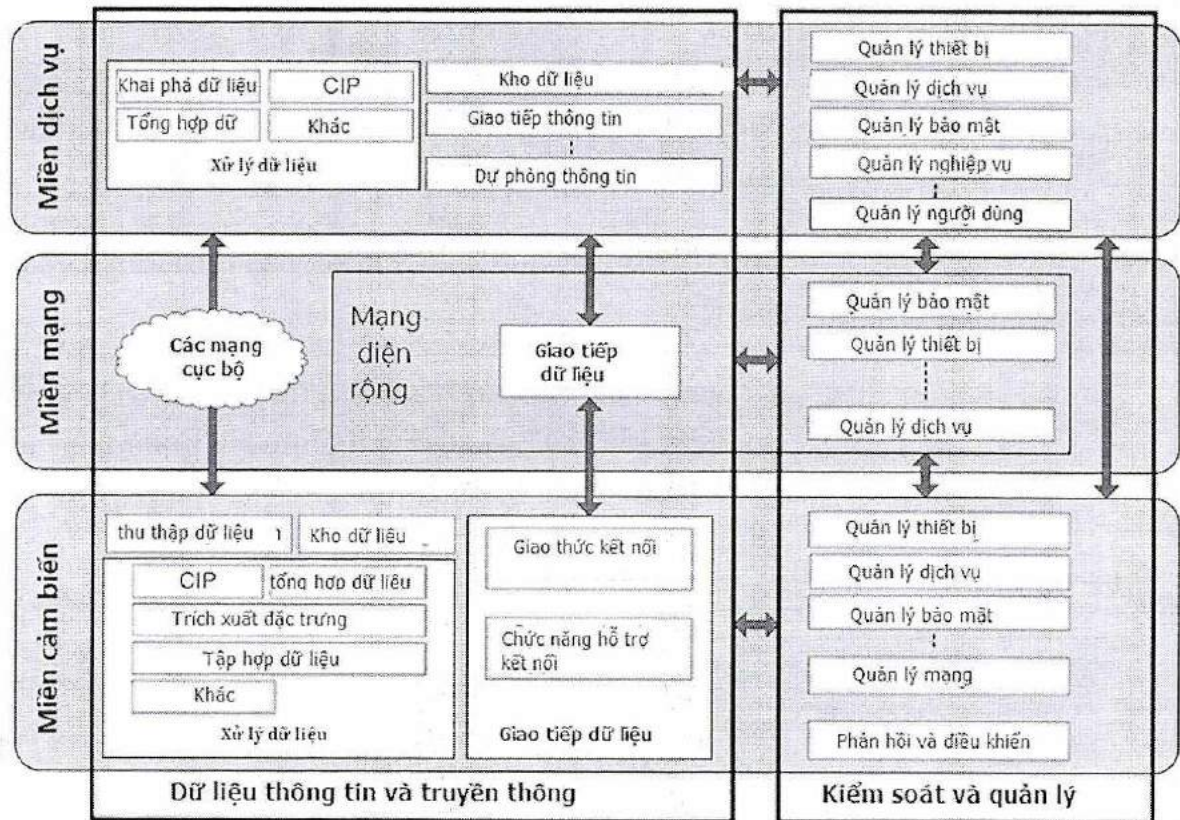 Miền dịch vụ
Khai phá dữ liệu
CIP
Tổng hợp dữ
Khác
Xử lý dữ liệu
Kho dữ liệu
Giao tiếp thông tin
Dự phòng thông tin
Quản lý thiết bị
Quản lý dịch vụ
Quản lý bảo mật
Quản lý nghiệp vụ
Quản lý người dùng
Miền mạng
Các mạng
cục bộ
Mạng
diện
rộng
Giao tiếp
dữ liệu
Quản lý bảo mật
Quản lý thiết bị
Quản lý dịch vụ
Miền cảm biến
thu thập dữ liệu
Kho dữ liêu
CIP
tổng hợp dữ liệu
Trích xuất đặc trưng
Tập hợp dữ liệu
Khác
Xử lý dữ liệu
Giao thức kết nối
Chức năng hỗ trợ
kết nối
Giao tiếp dữ liệu
Quản lý thiết bị
Quản lý dịch vụ
Quản lý bảo mật
Quản lý mạng
Phản hồi và điều khiển
Dữ liệu thông tin và truyền thông
Kiểm soát và quản lý